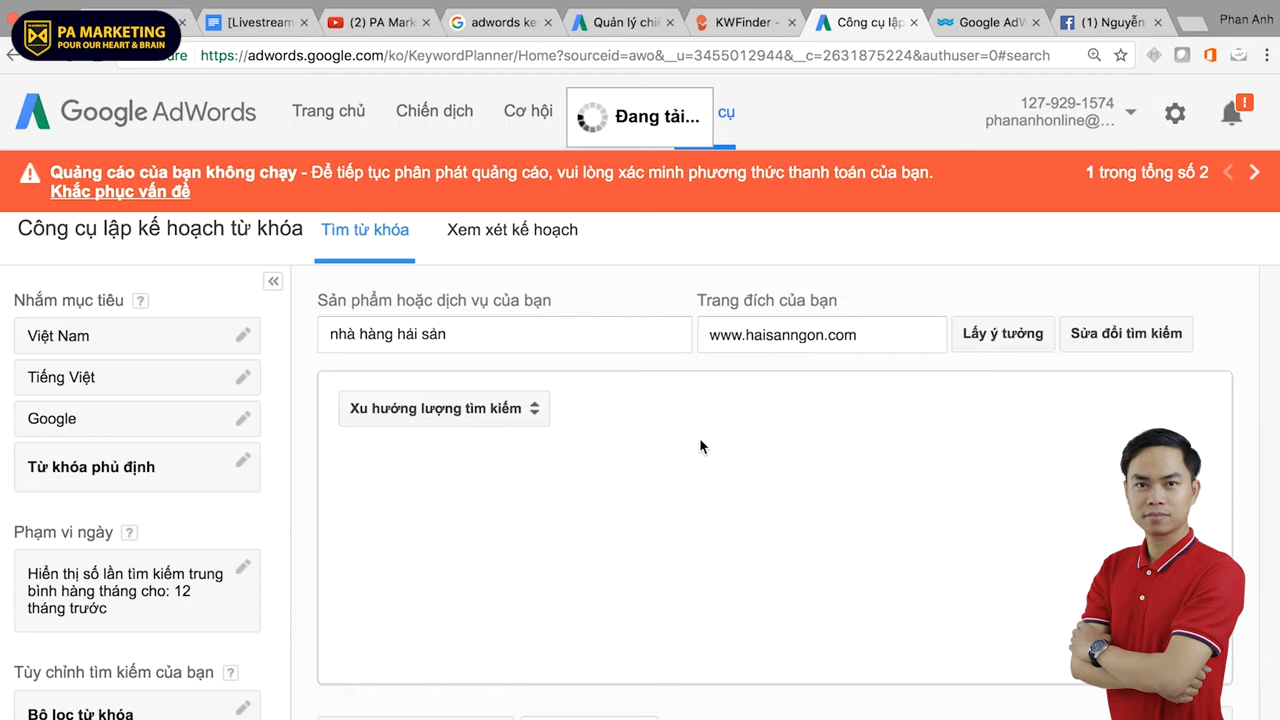 PA MARKETING
POUR OUR HEART & BRAIN
[Livestream
(2) PA Mark
adwords ke
Quản lý chiế
KWFinder -
Công cụ lập
Google AdW
(1) Nguyễn
Phan Anh
https://adwords.google.com/ko/KeywordPlanner/Home?sourceid=awo&__u=3455012944&__c=2631875224&authuser=0#search
Google AdWords
Trang chủ
Chiến dịch
Cơ hội
Đang tải...
cụ
127-929-1574
phananhonline@...
!
Quảng cáo của bạn không chạy - Để tiếp tục phân phát quảng cáo, vui lòng xác minh phương thức thanh toán của bạn.
Khắc phục vấn đề
1 trong tổng số 2
Công cụ lập kế hoạch từ khóa
Tìm từ khóa
Xem xét kế hoạch
Nhắm mục tiêu ?
Việt Nam
Tiếng Việt
Google
Từ khóa phủ định
Phạm vi ngày ?
Hiển thị số lần tìm kiếm trung
bình hàng tháng cho: 12
tháng trước
Tùy chỉnh tìm kiếm của bạn ?
Bộ lọc từ khóa
Sản phẩm hoặc dịch vụ của bạn
nhà hàng hải sản
Trang đích của bạn
www.haisanngon.com
Lấy ý tưởng
Sửa đổi tìm kiếm
Xu hướng lượng tìm kiếm